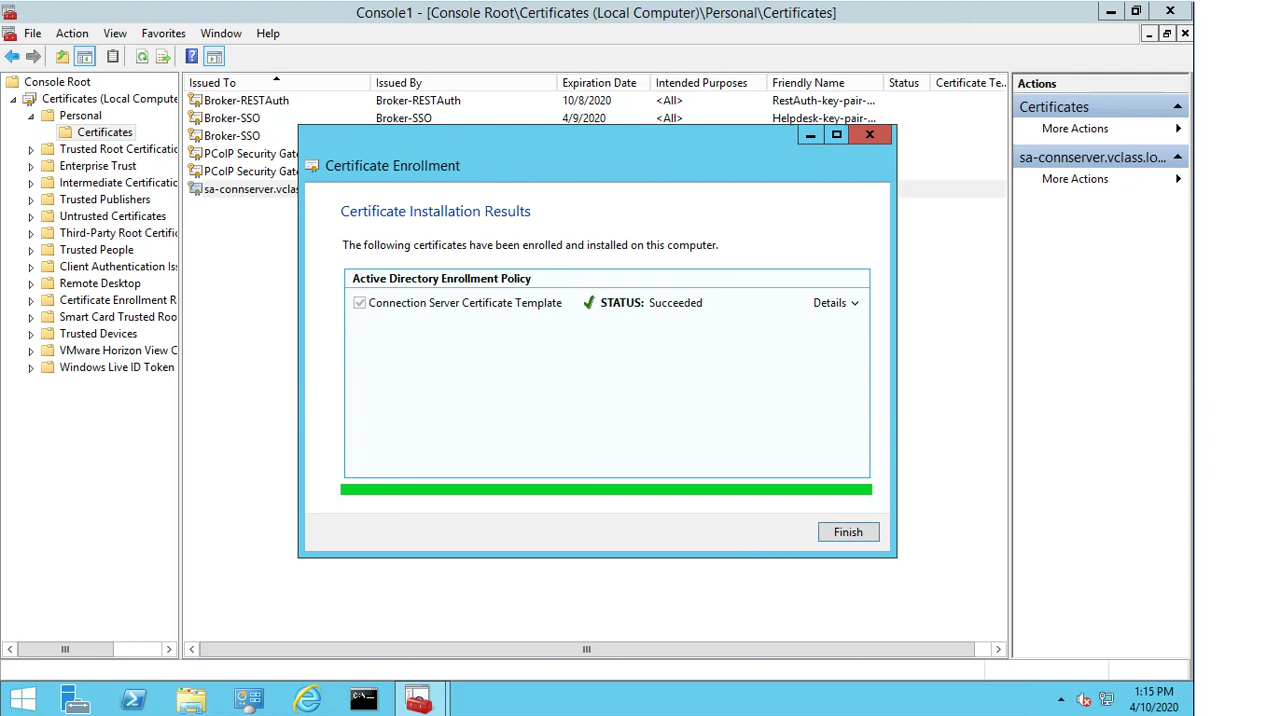 Console1 - [Console Root\Certificates (Local Computer)\Personal\Certificates]
File Action View Favorites Window Help
Console Root
Certificates (Local Compute
Personal
Certificates
Trusted Root Certificatio
Enterprise Trust
Intermediate Certificatio
Trusted Publishers
Untrusted Certificates
Third-Party Root Certific
Trusted People
Client Authentication Iss
Remote Desktop
Certificate Enrollment R
Smart Card Trusted Roo
Trusted Devices
VMware Horizon View C
Windows Live ID Token
Issued To Issued By Expiration Date Intended Purposes Friendly Name Status Certificate Te..
Broker-RESTAuth Broker-RESTAuth 10/8/2020 <All> RestAuth-key-pair-...
Broker-SSO Broker-SSO 4/9/2020 <All> Helpdesk-key-pair-...
Broker-SSO
PCoIP Security Gate
PCoIP Security Gate
sa-connserver.vclas
Certificate Enrollment
Certificate Installation Results
The following certificates have been enrolled and installed on this computer.
Active Directory Enrollment Policy
Connection Server Certificate Template STATUS: Succeeded Details
Finish
Actions
Certificates
More Actions
sa-connserver.vclass.lo...
More Actions
1:15 PM
4/10/2020